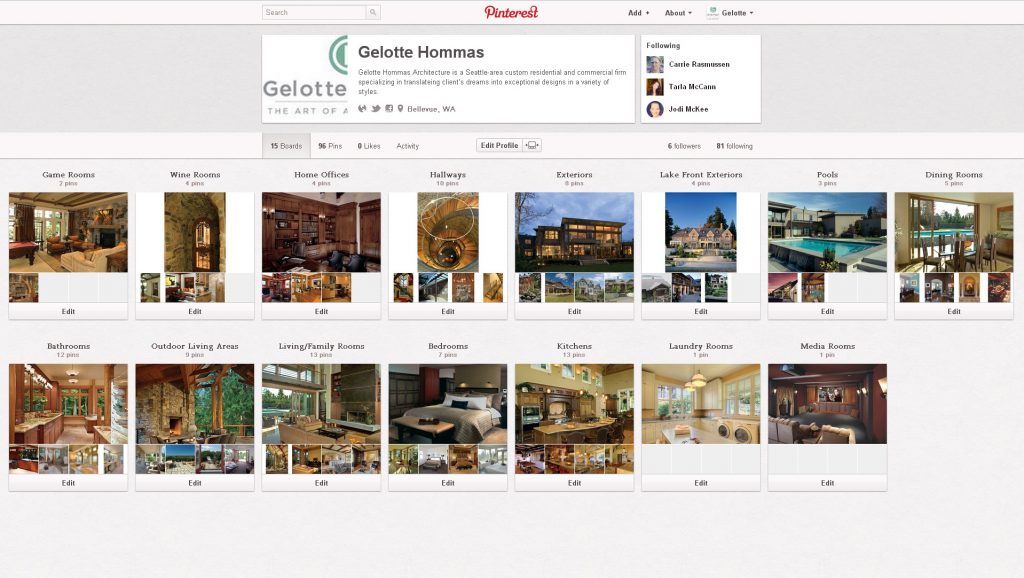 Search
Pinterest
Add +
About
Gelotte
Gelotte
THE ART OF A
Gelotte Hommas
Gelotte Hommas Architecture is a Seattle-area custom residential and commercial firm
specializing in translateing client's dreams into exceptional designs in a variety of
styles.
Bellevue, WA
Following
Carrie Rasmussen
Tarla McCann
Jodi McKee
15 Boards
96 Pins
0 Likes
Activity
Edit Profile
6 followers
81 following
Game Rooms
2 pins
Wine Rooms
4 pins
Home Offices
4 pins
Hallways
10 pins
Exteriors
8 pins
Lake Front Exteriors
4 pins
Pools
3 pins
Dining Rooms
5 pins
Edit
Edit
Edit
Edit
Edit
Edit
Edit
Edit
Bathrooms
12 pins
Outdoor Living Areas
9 pins
Living/Family Rooms
13 pins
Bedrooms
7 pins
Kitchens
13 pins
Laundry Rooms
1 pin
Media Rooms
1 pin
Edit
Edit
Edit
Edit
Edit
Edit
Edit